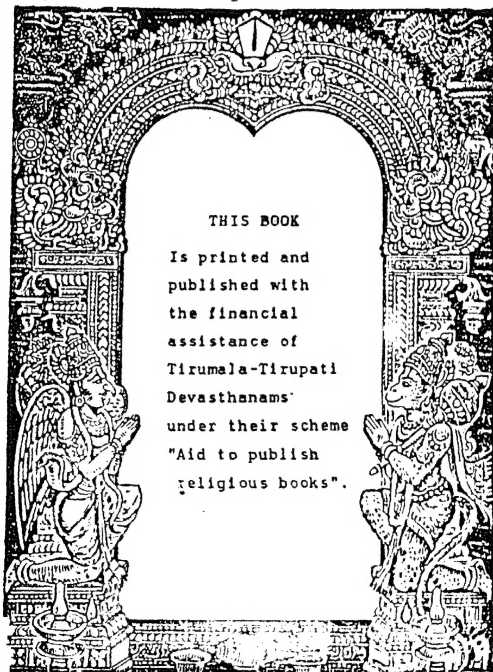 THIS BOOK
Is printed and
published with
the financial
assistance of
Tirumala-Tirupati
Devasthanams
under their scheme
"Aid to publish
religious books".